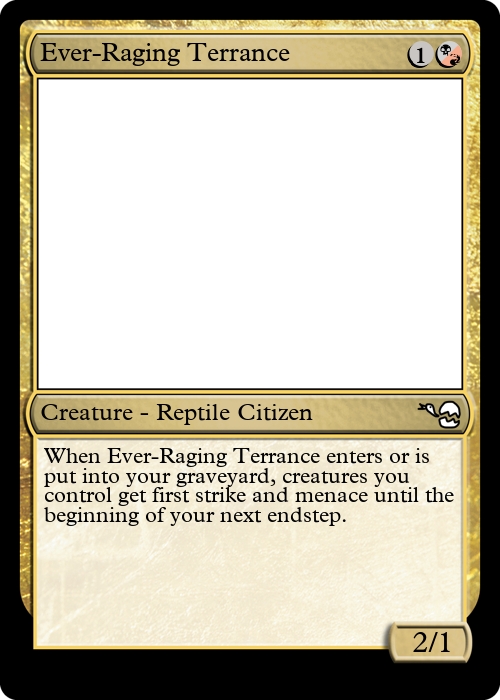 Ever-Raging Terrance 1
Creature - Reptile Citizen
When Ever-Raging Terrance enters or is
put into your graveyard, creatures you
control get first strike and menace until the
beginning of your next endstep.
2/1